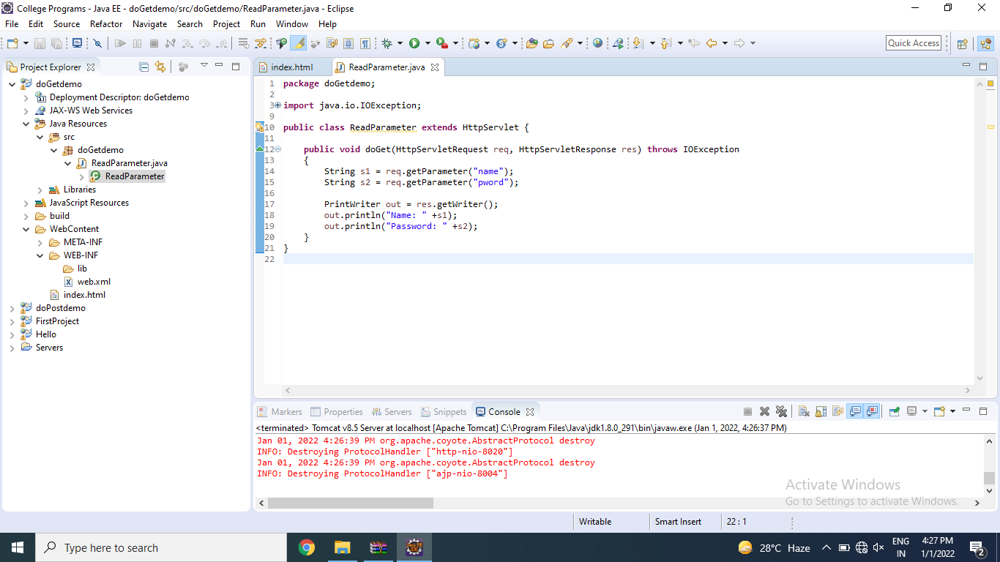 College Programs - Java EE - doGetdemo/src/doGetdemo/ReadParameter.java - Eclipse
File Edit Source Refactor Navigate Search Project Run Window Help
Quick Access
Project Explorer
index.html
ReadParameter.java
doGetdemo
Deployment Descriptor: doGetdemo
JAX-WS Web Services
Java Resources
src
doGetdemo
ReadParameter.java
ReadParameter
Libraries
JavaScript Resources
build
WebContent
META-INF
WEB-INF
lib
web.xml
index.html
doPostdemo
FirstProject
Hello
Servers
1 package doGetdemo;
2
3 import java.io.IOException;
9
10 public class ReadParameter extends HttpServlet {
11
12 public void doGet(HttpServletRequest req, HttpServletResponse res) throws IOException
13 {
14 String s1 = req.getParameter("name");
15 String s2 = req.getParameter("pword");
16
17 PrintWriter out = res.getWriter();
18 out.println("Name: " +s1);
19 out.println("Password: " +s2);
20 }
21 }
22
Markers Properties Servers Snippets Console
<terminated> Tomcat v8.5 Server at localhost [Apache Tomcat] C:\Program Files\Java\jdk1.8.0_291\bin\javaw.exe (Jan 1, 2022, 4:26:37 PM)
Jan 01, 2022 4:26:39 PM org.apache.coyote.AbstractProtocol destroy
INFO: Destroying ProtocolHandler ["http-nio-8020"]
Jan 01, 2022 4:26:39 PM org.apache.coyote.AbstractProtocol destroy
INFO: Destroying ProtocolHandler ["ajp-nio-8004"]
Activate Windows
Go to Settings to activate Windows.
Writable Smart Insert 22 : 1
Type here to search
28°C Haze
ENG
IN
4:27 PM
1/1/2022
2